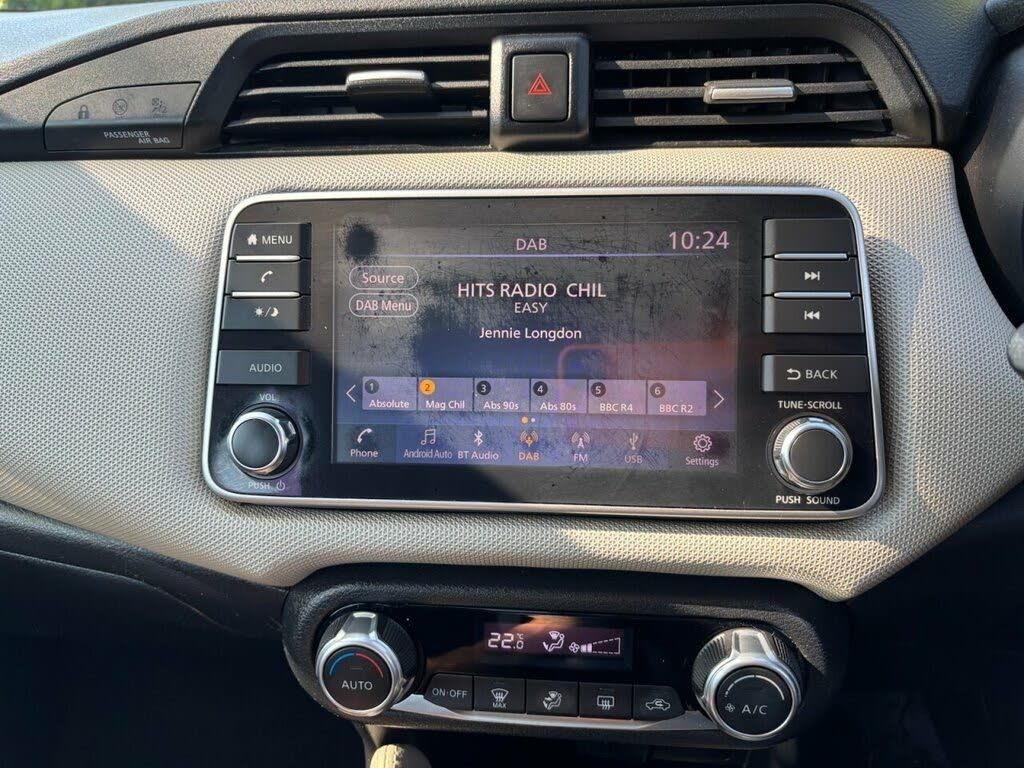 PASSENGER
AIR BAG
MENU
DAB
10:24
Source
DAB Menu
HITS RADIO CHIL
EASY
Jennie Longdon
1 Absolute
2 Mag Chil
3 Abs 90s
4 Abs 80s
5 BBC R4
6 BBC R2
Phone
Android Auto
BT Audio
DAB
FM
USB
Settings
AUDIO
VOL
PUSH
BACK
TUNE·SCROLL
PUSH SOUND
22.0°C
AUTO
ON·OFF
MAX
A/C